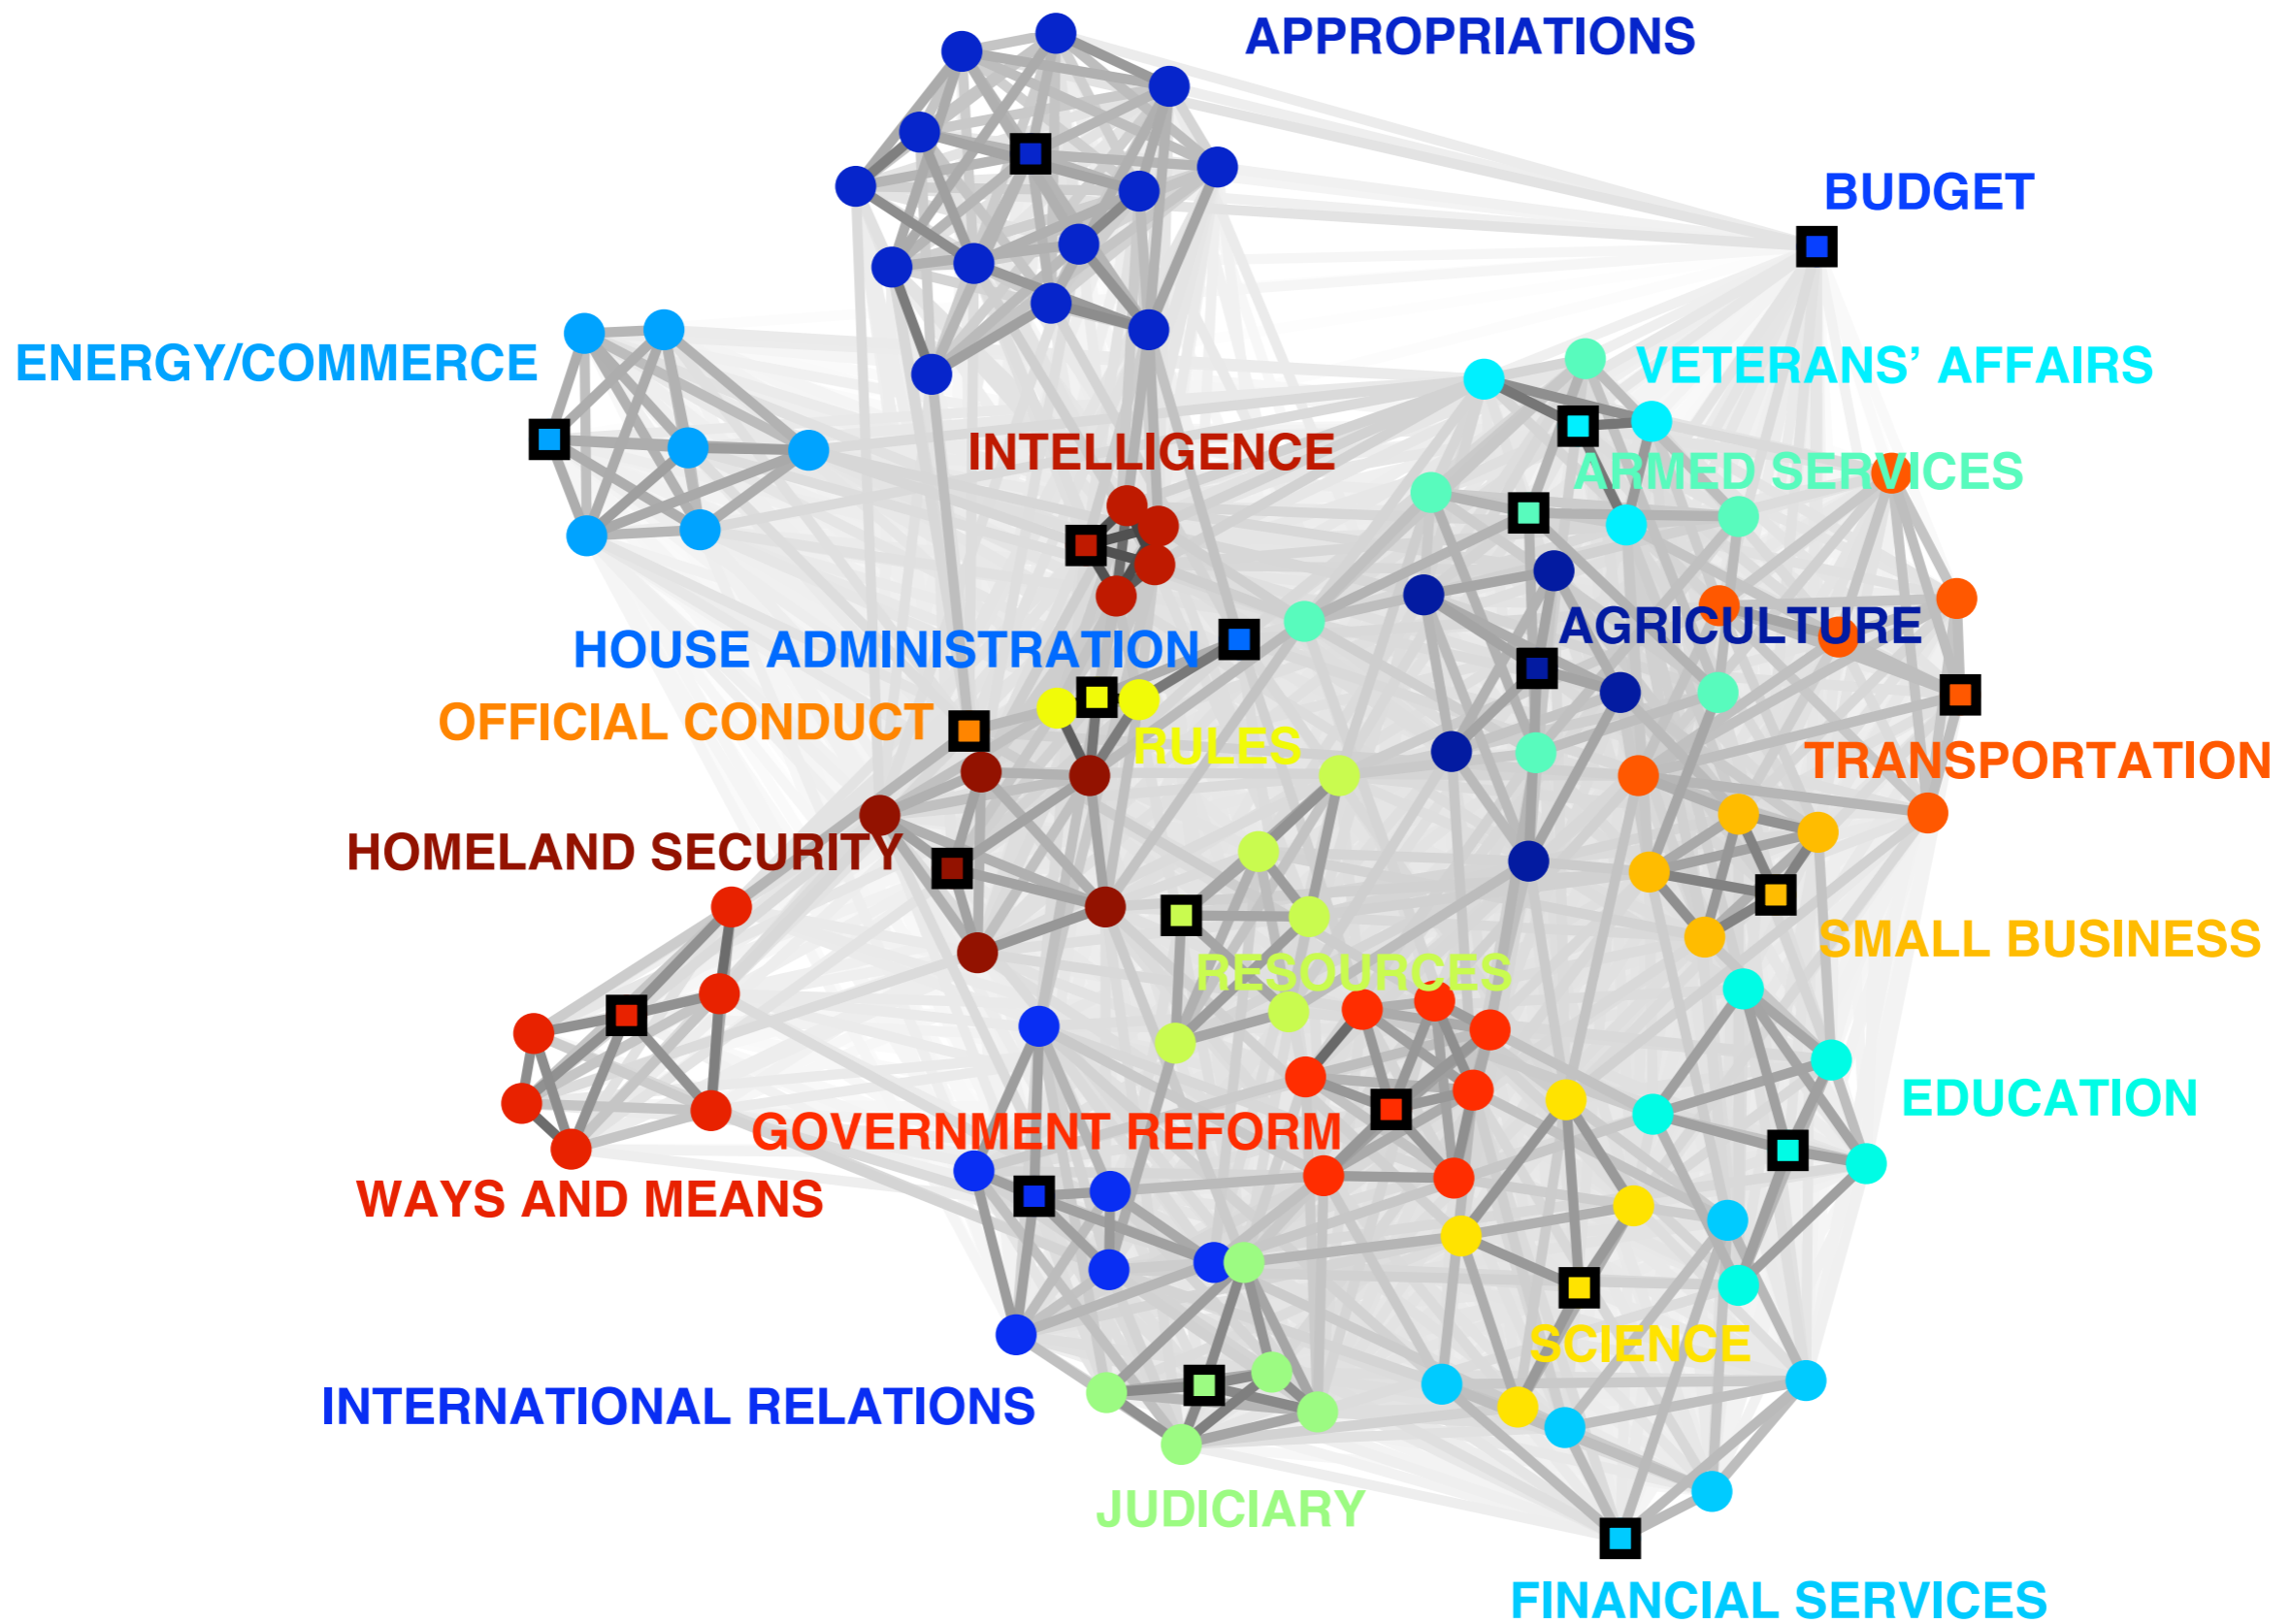 APPROPRIATIONS
BUDGET
ENERGY/COMMERCE
VETERANS’ AFFAIRS
INTELLIGENCE
ARMED SERVICES
AGRICULTURE
HOUSE ADMINISTRATION
OFFICIAL CONDUCT
RULES
TRANSPORTATION
HOMELAND SECURITY
SMALL BUSINESS
RESOURCES
EDUCATION
GOVERNMENT REFORM
WAYS AND MEANS
SCIENCE
INTERNATIONAL RELATIONS
JUDICIARY
FINANCIAL SERVICES